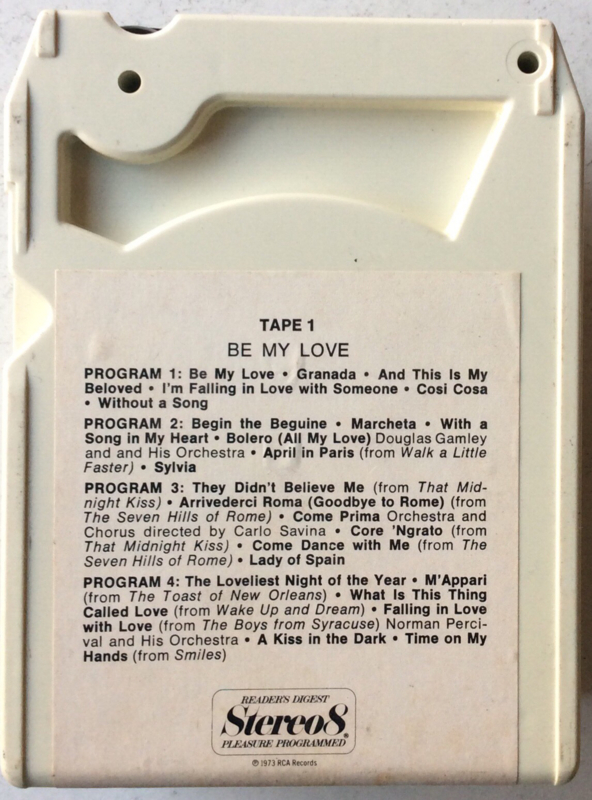 TAPE 1
BE MY LOVE
PROGRAM 1: Be My Love • Granada • And This Is My
Beloved • I'm Falling in Love with Someone • Cosi Cosa
• Without a Song
PROGRAM 2: Begin the Beguine • Marcheta • With a
Song in My Heart • Bolero (All My Love) Douglas Gamley
and and His Orchestra • April in Paris (from Walk a Little
Faster) • Sylvia
PROGRAM 3: They Didn't Believe Me (from That Mid-
night Kiss) • Arrivederci Roma (Goodbye to Rome) (from
The Seven Hills of Rome) • Come Prima Orchestra and
Chorus directed by Carlo Savina • Core 'Ngrato (from
That Midnight Kiss) • Come Dance with Me (from The
Seven Hills of Rome) • Lady of Spain
PROGRAM 4: The Loveliest Night of the Year • M'Appari
(from The Toast of New Orleans) • What Is This Thing
Called Love (from Wake Up and Dream) • Falling in Love
with Love (from The Boys from Syracuse) Norman Perci-
val and His Orchestra • A Kiss in the Dark • Time on My
Hands (from Smiles)
READER'S DIGEST
Stereo8®
PLEASURE PROGRAMMED
℗ 1973 RCA Records